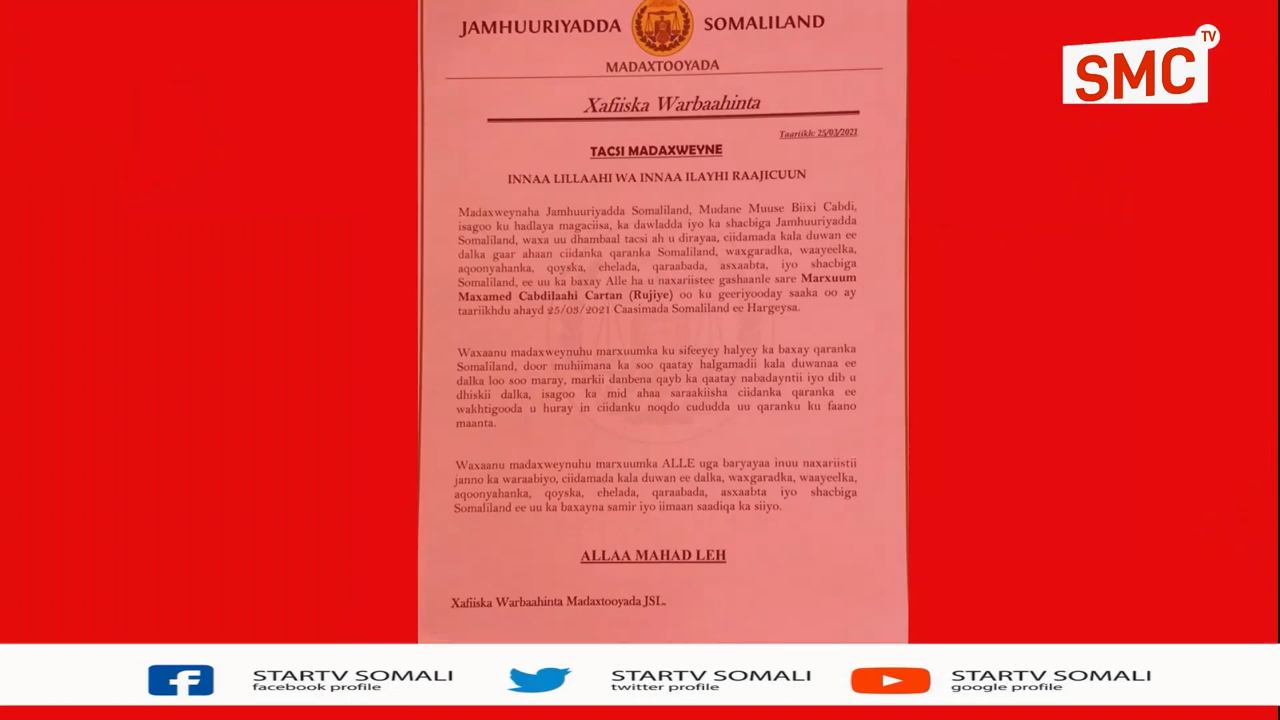 JAMHUURIYADDA SOMALILAND
MADAXTOOYADA
Xafiiska Warbaahinta
Taariikh: 25/03/2021
TACSI MADAXWEYNE
INNAA LILLAAHI WA INNAA ILAYHI RAAJICUUN
Madaxweynaha Jamhuuriyadda Somaliland, Mudane Muuse Biixi Cabdi,
isagoo ku hadlaya magaciisa, ka dawladda iyo ka shacbiga Jamhuuriyadda
Somaliland, waxa uu dhambaal tacsi ah u dirayaa, ciidamada kala duwan ee
dalka gaar ahaan ciidanka qaranka Somaliland, waxgaradka, waayeelka,
aqoonyahanka, qoyska, ehelada, qaraabada, asxaabta, iyo shacbiga
Somaliland, ee uu ka baxay Alle ha u naxariistee gashaanle sare Marxuum
Maxamed Cabdilaahi Cartan (Rujiye) oo ku geeriyooday saaka oo ay
taariikhdu ahayd 25/03/2021 Caasimada Somaliland ee Hargeysa.
Waxaanu madaxweynuhu marxuumka ku sifeeyey halyey ka baxay qaranka
Somaliland, door muhiimana ka soo qaatay halgamadii kala duwanaa ee
dalka loo soo maray, markii danbena qayb ka qaatay nabadayntii iyo dib u
dhiskii dalka, isagoo ka mid ahaa saraakiisha ciidanka qaranka ee
wakhtigooda u huray in ciidanku noqdo cududda uu qaranku ku faano
maanta.
Waxaanu madaxweynuhu marxuumka ALLE uga baryayaa inuu naxariistii
janno ka waraabiyo, ciidamada kala duwan ee dalka, waxgaradka, waayeelka,
aqoonyahanka, qoyska, ehelada, qaraabada, asxaabta iyo shacbiga
Somaliland ee uu ka baxayna samir iyo iimaan saadiqa ka siiyo.
ALLAA MAHAD LEH
Xafiiska Warbaahinta Madaxtooyada JSL.
SMC TV
STARTV SOMALI
facebook profile
STARTV SOMALI
twitter profile
STARTV SOMALI
google profile